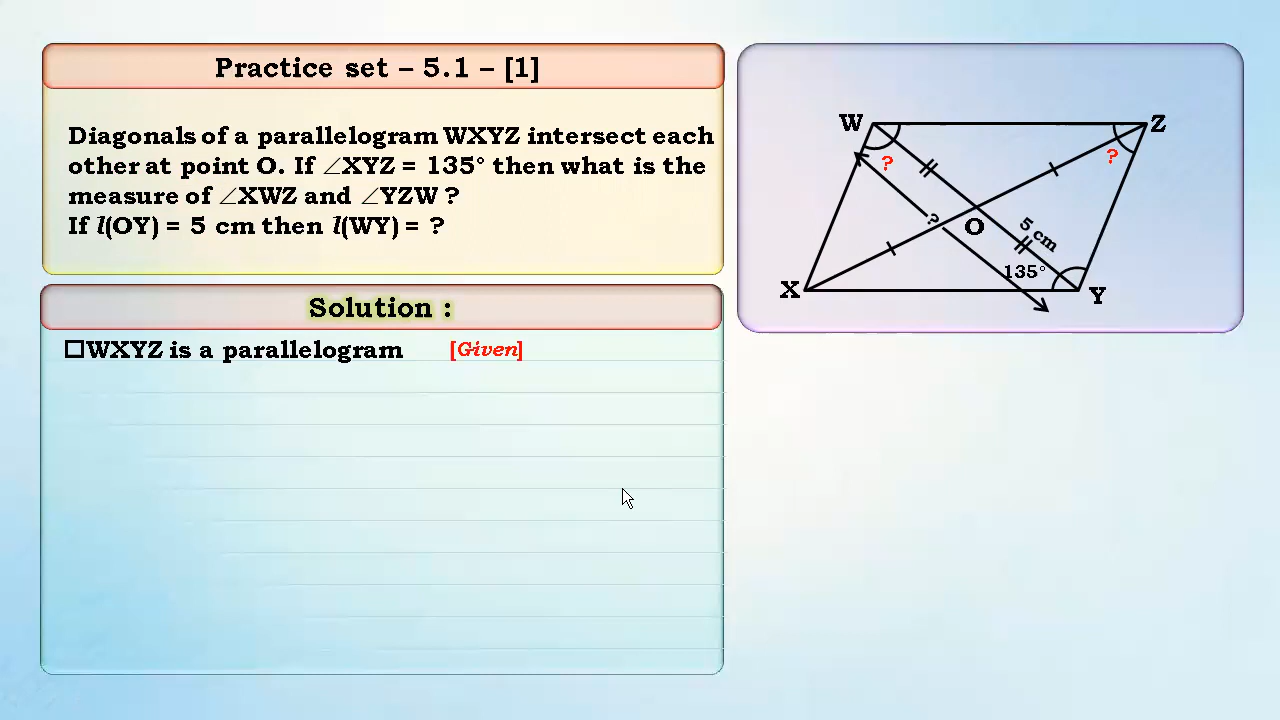 Practice set – 5.1 – [1]
Diagonals of a parallelogram WXYZ intersect each
other at point O. If ∠XYZ = 135° then what is the
measure of ∠XWZ and ∠YZW ?
If l(OY) = 5 cm then l(WY) = ?
Solution :
□WXYZ is a parallelogram [Given]
W
Z
?
?
?
O
5 cm
135°
X
Y